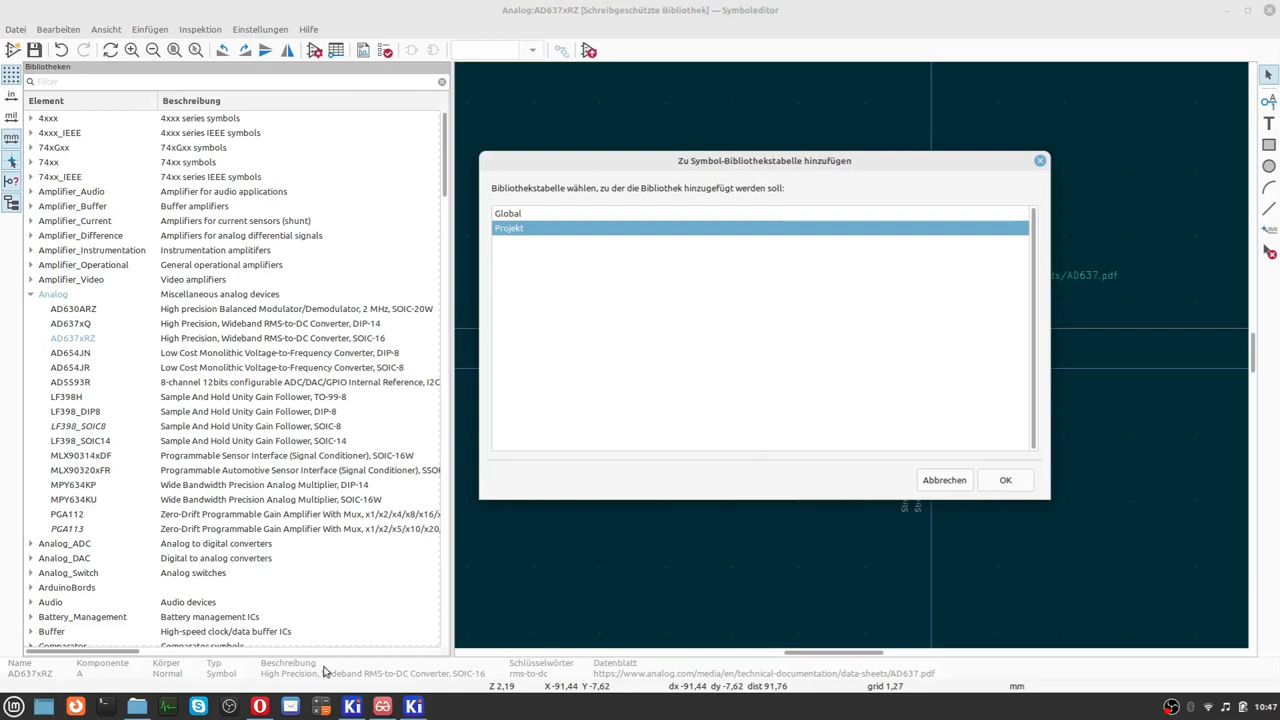 Analog:AD637xRZ [Schreibgeschützte Bibliothek] — Symboleditor
Datei Bearbeiten Ansicht Einfügen Inspektion Einstellungen Hilfe
Bibliotheken
Filter
Element Beschreibung
4xxx 4xxx series symbols
4xxx_IEEE 4xxx series IEEE symbols
74xGxx 74xGxx symbols
74xx 74xx symbols
74xx_IEEE 74xx series IEEE symbols
Amplifier_Audio Amplifier for audio applications
Amplifier_Buffer Buffer amplifiers
Amplifier_Current Amplifiers for current sensors (shunt)
Amplifier_Difference Amplifiers for analog differential signals
Amplifier_Instrumentation Instrumentation amplitifers
Amplifier_Operational General operational amplifiers
Amplifier_Video Video amplifiers
Analog Miscellaneous analog devices
AD630ARZ High precision Balanced Modulator/Demodulator, 2 MHz, SOIC-20W
AD637xQ High Precision, Wideband RMS-to-DC Converter, DIP-14
AD637xRZ High Precision, Wideband RMS-to-DC Converter, SOIC-16
AD654JN Low Cost Monolithic Voltage-to-Frequency Converter, DIP-8
AD654JR Low Cost Monolithic Voltage-to-Frequency Converter, SOIC-8
AD5593R 8-channel 12bits configurable ADC/DAC/GPIO Internal Reference, I2C
LF398H Sample And Hold Unity Gain Follower, TO-99-8
LF398_DIP8 Sample And Hold Unity Gain Follower, DIP-8
LF398_SOIC8 Sample And Hold Unity Gain Follower, SOIC-8
LF398_SOIC14 Sample And Hold Unity Gain Follower, SOIC-14
MLX90314xDF Programmable Sensor Interface (Signal Conditioner), SOIC-16W
MLX90320xFR Programmable Automotive Sensor Interface (Signal Conditioner), SSO
MPY634KP Wide Bandwidth Precision Analog Multiplier, DIP-14
MPY634KU Wide Bandwidth Precision Analog Multiplier, SOIC-16W
PGA112 Zero-Drift Programmable Gain Amplifier With Mux, x1/x2/x4/x8/x16/
PGA113 Zero-Drift Programmable Gain Amplifier With Mux, x1/x2/x5/x10/x20,
Analog_ADC Analog to digital converters
Analog_DAC Digital to analog converters
Analog_Switch Analog switches
ArduinoBords
Audio Audio devices
Battery_Management Battery management ICs
Buffer High-speed clock/data buffer ICs
Comparator Comparator symbols
in
mil
mm
Zu Symbol-Bibliothekstabelle hinzufügen
Bibliothekstabelle wählen, zu der die Bibliothek hinzugefügt werden soll:
Global
Projekt
Abbrechen OK
ts/AD637.pdf
Name Komponente Körper Typ Beschreibung Schlüsselwörter Datenblatt
AD637xRZ A Normal Symbol High Precision, Wideband RMS-to-DC Converter, SOIC-16 rms-to-dc https://www.analog.com/media/en/technical-documentation/data-sheets/AD637.pdf
Z 2,19 X -91,44 Y -7,62 dx -91,44 dy -7,62 dist 91,76 grid 1,27 mm
10:47